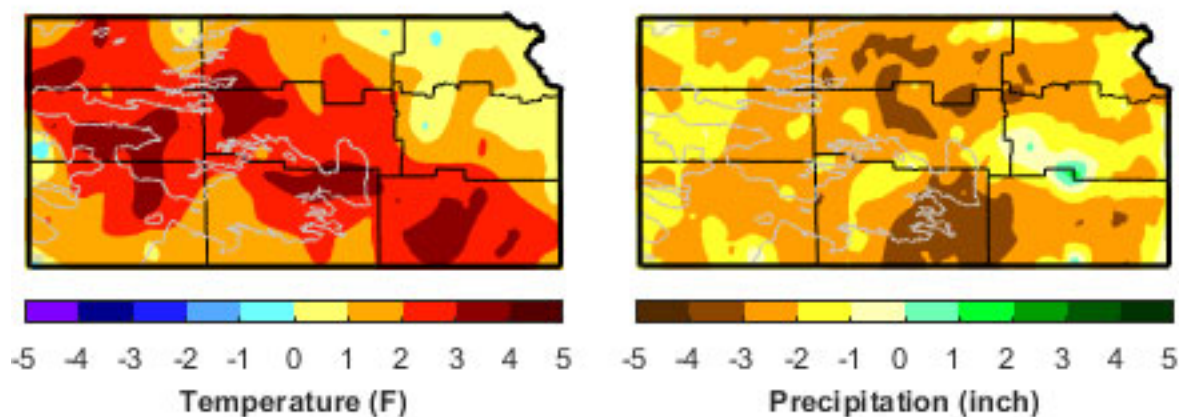 -5 -4 -3 -2 -1 0 1 2 3 4 5
Temperature (F)
-5 -4 -3 -2 -1 0 1 2 3 4 5
Precipitation (inch)